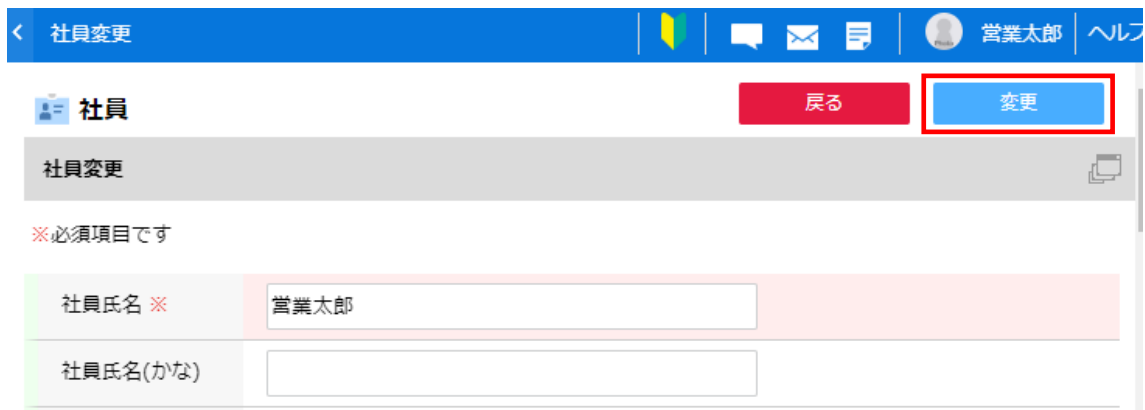 社員変更 営業太郎 ヘルプ
社員 戻る 変更
社員変更
※必須項目です
社員氏名 ※ 営業太郎
社員氏名(かな)